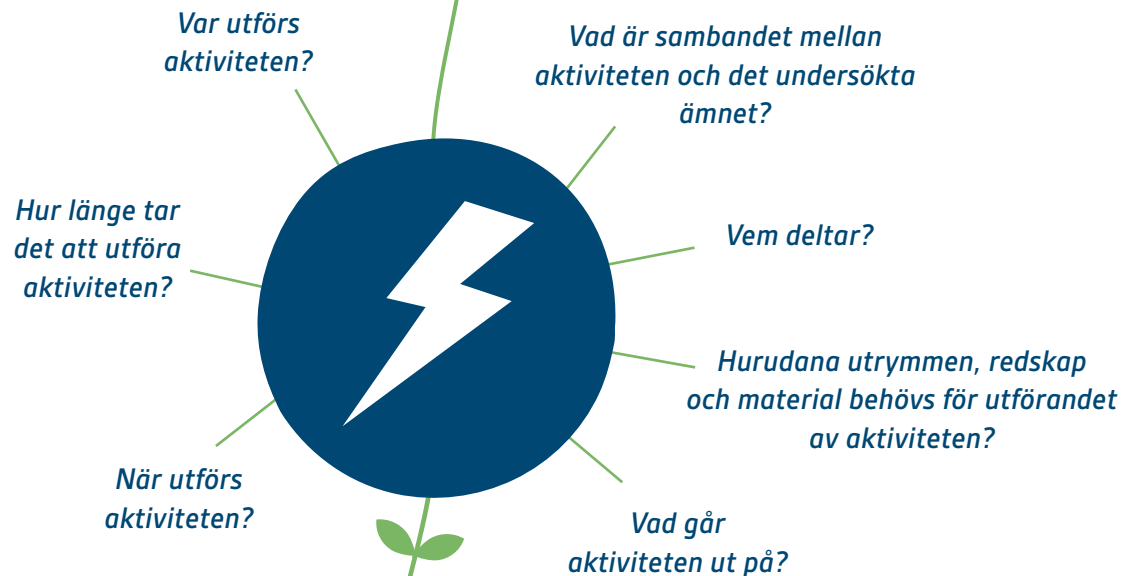 Var utförs
aktiviteten?
Vad är sambandet mellan
aktiviteten och det undersökta
ämnet?
Hur länge tar
det att utföra
aktiviteten?
Vem deltar?
Hurudana utrymmen, redskap
och material behövs för utförandet
av aktiviteten?
När utförs
aktiviteten?
Vad går
aktiviteten ut på?